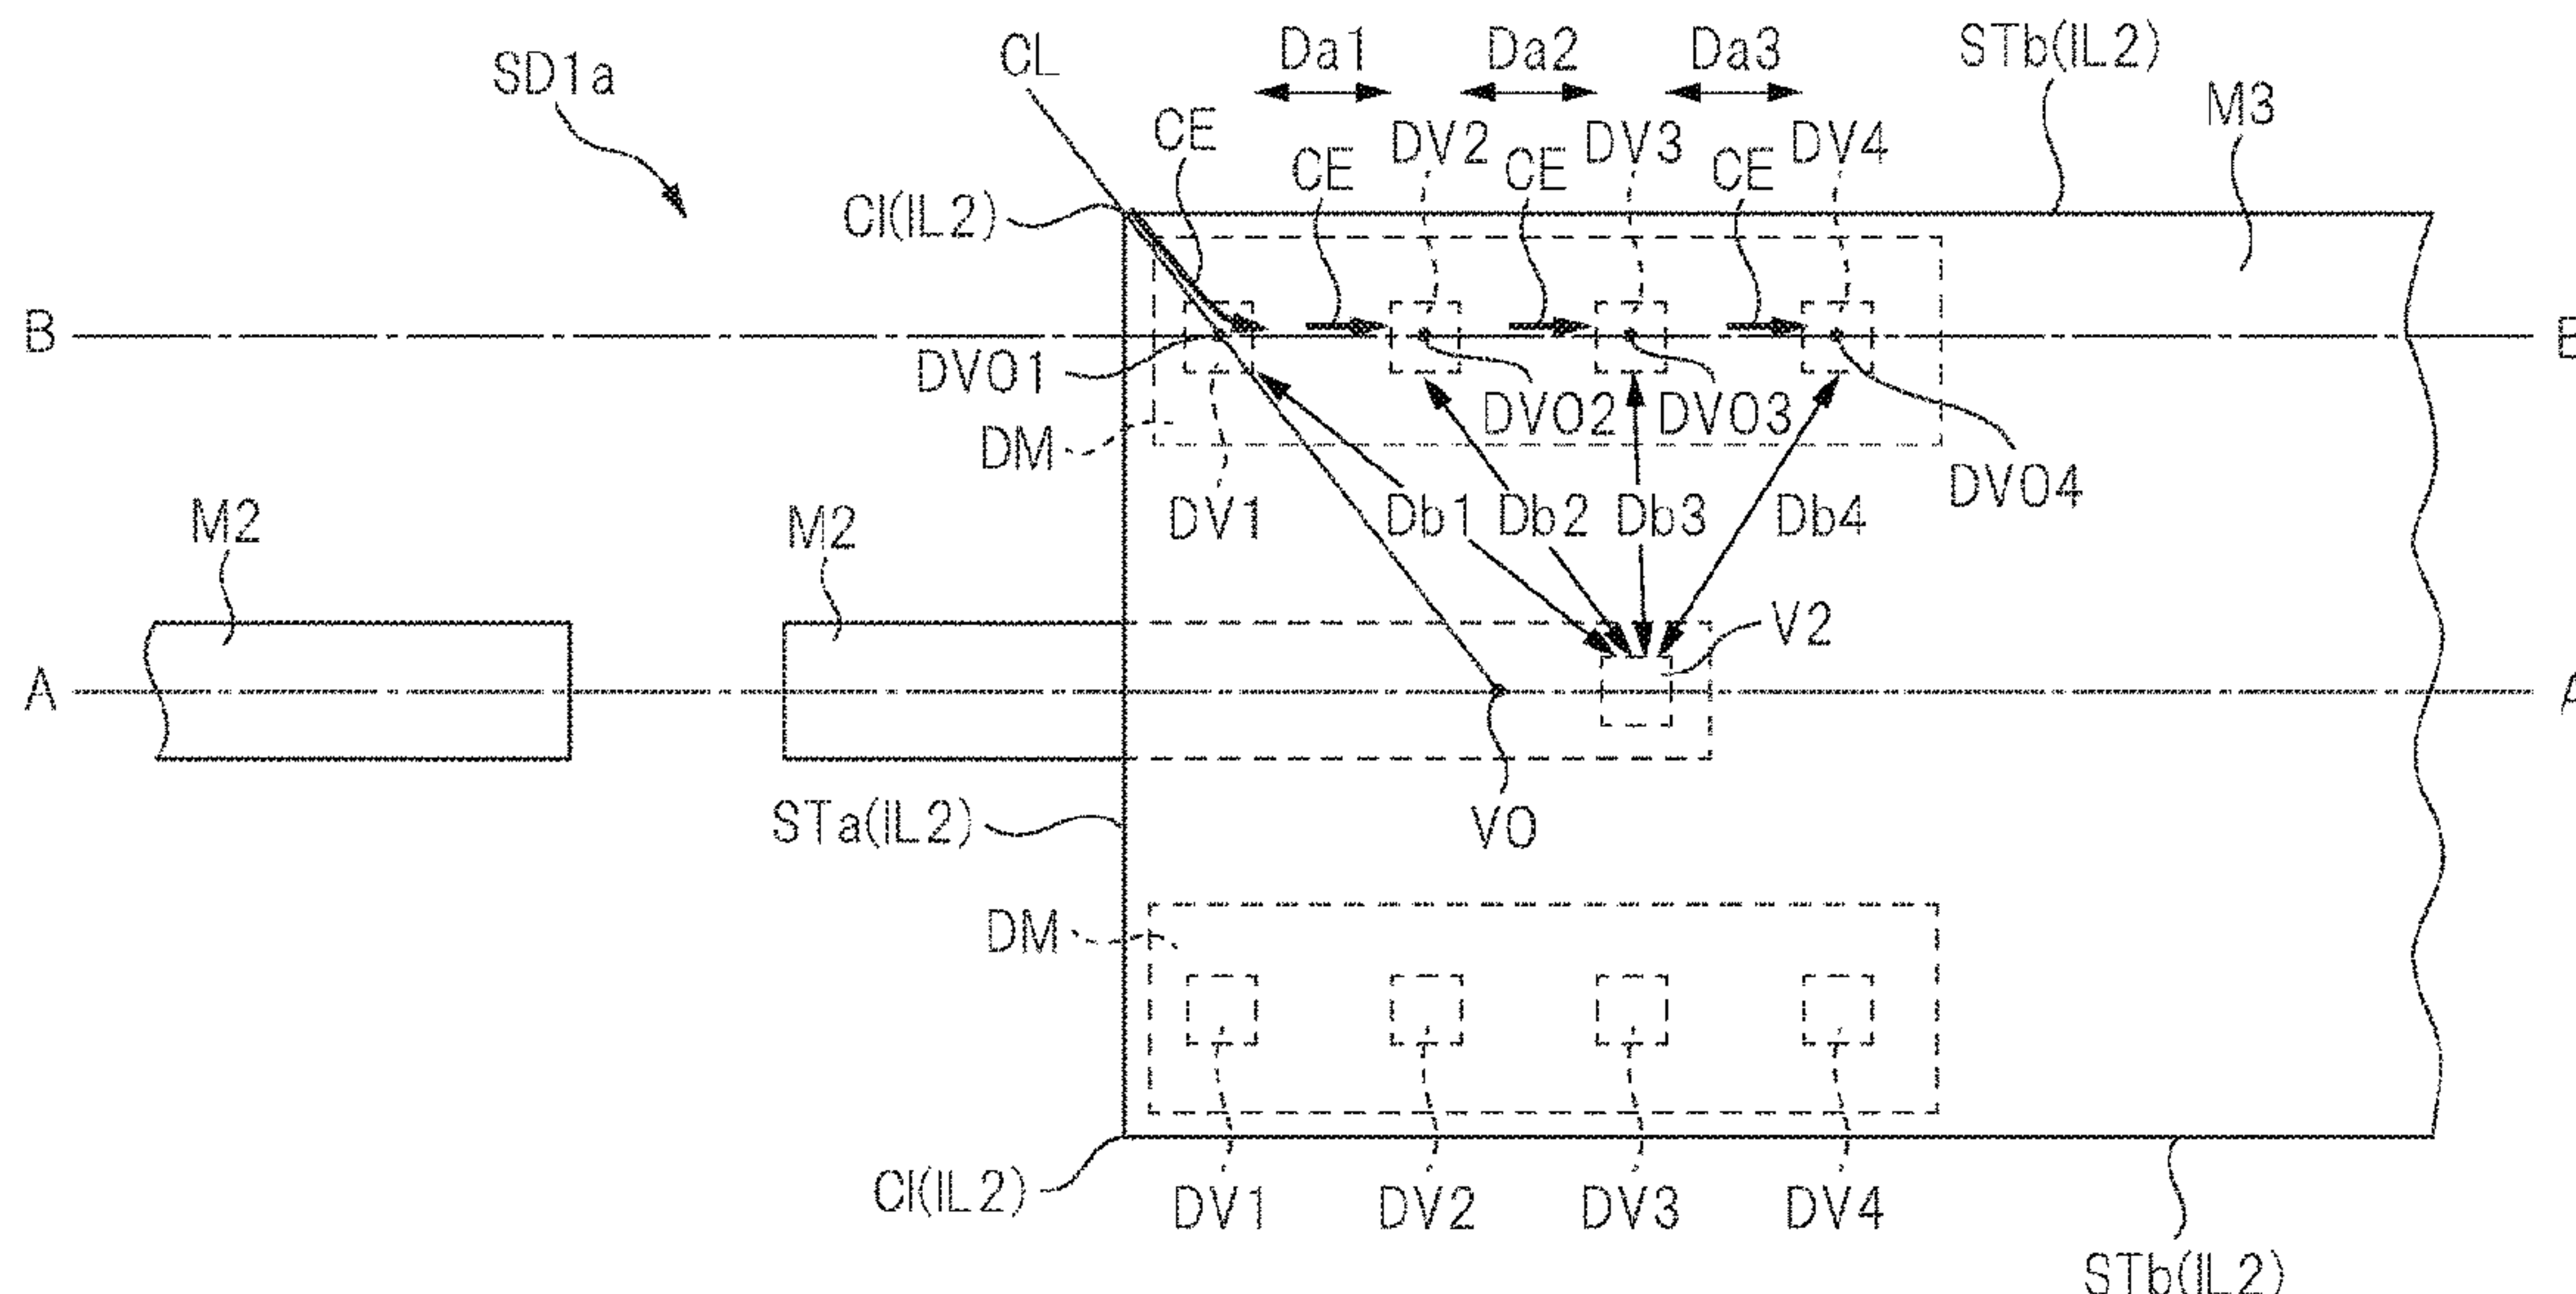 SD1a
CL
Da1
Da2
Da3
STb(IL2)
M3
CE
DV2
DV3
DV4
CE
CE
CE
CI(IL2)
B
DVO1
DVO2
DVO3
DM
DVO4
DV1
Db1
Db2
Db3
Db4
M2
M2
V2
A
STa(IL2)
VO
DM
CI(IL2)
DV1
DV2
DV3
DV4
STb(IL2)